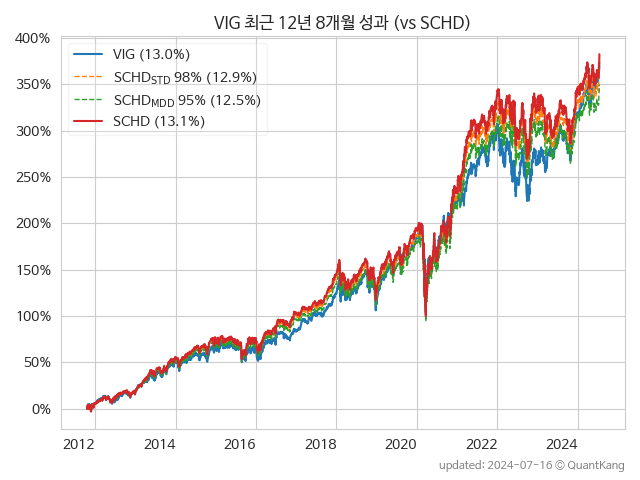 VIG 최근 12년 8개월 성과 (vs SCHD)
400%
350%
300%
250%
200%
150%
100%
50%
0%
VIG (13.0%)
SCHD_STD 98% (12.9%)
SCHD_MDD 95% (12.5%)
SCHD (13.1%)
2012 2014 2016 2018 2020 2022 2024
updated: 2024-07-16 © QuantKang